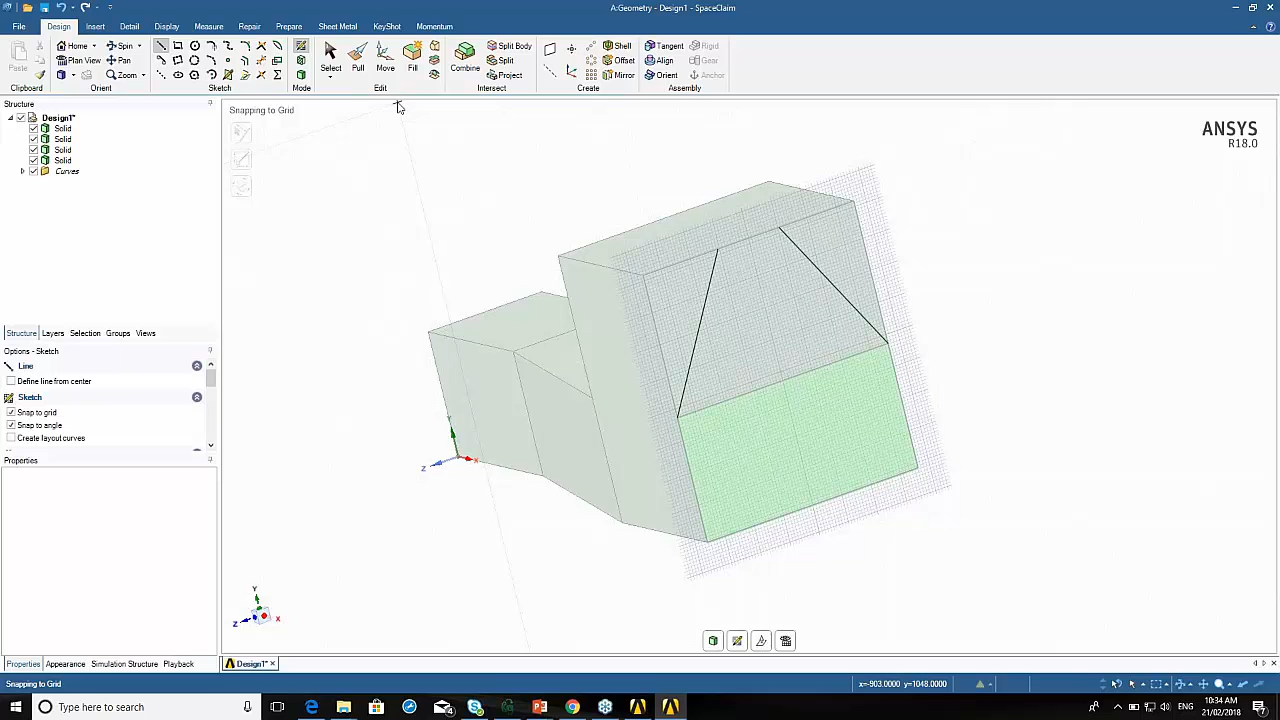 A:Geometry - Design1 - SpaceClaim
File Design Insert Detail Display Measure Repair Prepare Sheet Metal KeyShot Momentum
Paste
Clipboard
Home Spin
Plan View Pan
Zoom
Orient
Sketch
Mode
Select Pull Move Fill
Edit
Combine
Split Body
Split
Project
Intersect
Shell
Offset
Mirror
Create
Tangent Rigid
Align Gear
Orient Anchor
Assembly
Structure
Design1*
Solid
Solid
Solid
Solid
Curves
Structure Layers Selection Groups Views
Options - Sketch
Line
Define line from center
Sketch
Snap to grid
Snap to angle
Create layout curves
Properties
Properties Appearance Simulation Structure Playback
Snapping to Grid
ANSYS
R18.0
Y
Z
X
Y
Z
X
Design1*
Snapping to Grid
x=-903.0000 y=1048.0000
Type here to search
ENG
10:34 AM
21/02/2018